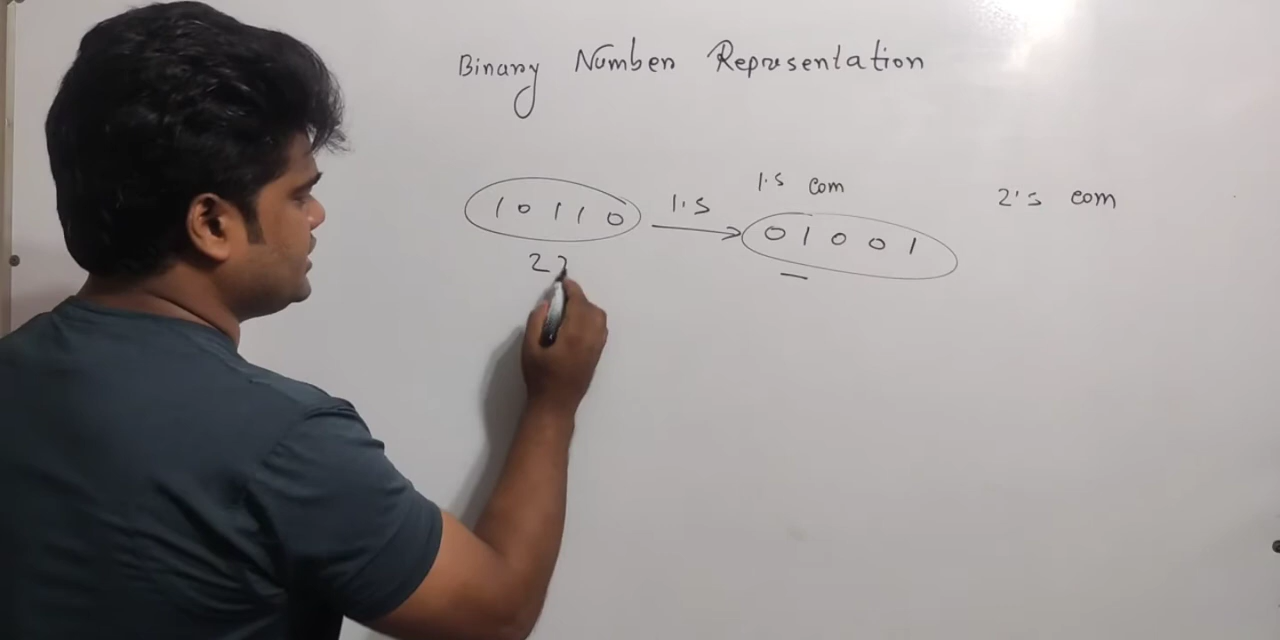 Binary Number Representation
1's com 2's com
10110 1's 01001
22